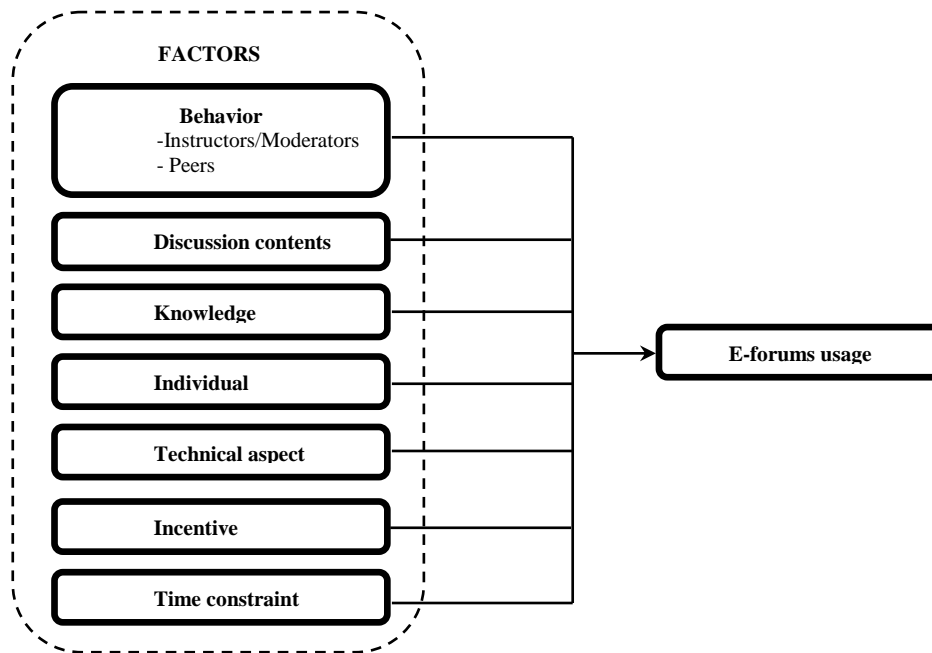 FACTORS
Behavior
-Instructors/Moderators
- Peers
Discussion contents
Knowledge
Individual
Technical aspect
Incentive
Time constraint
E-forums usage